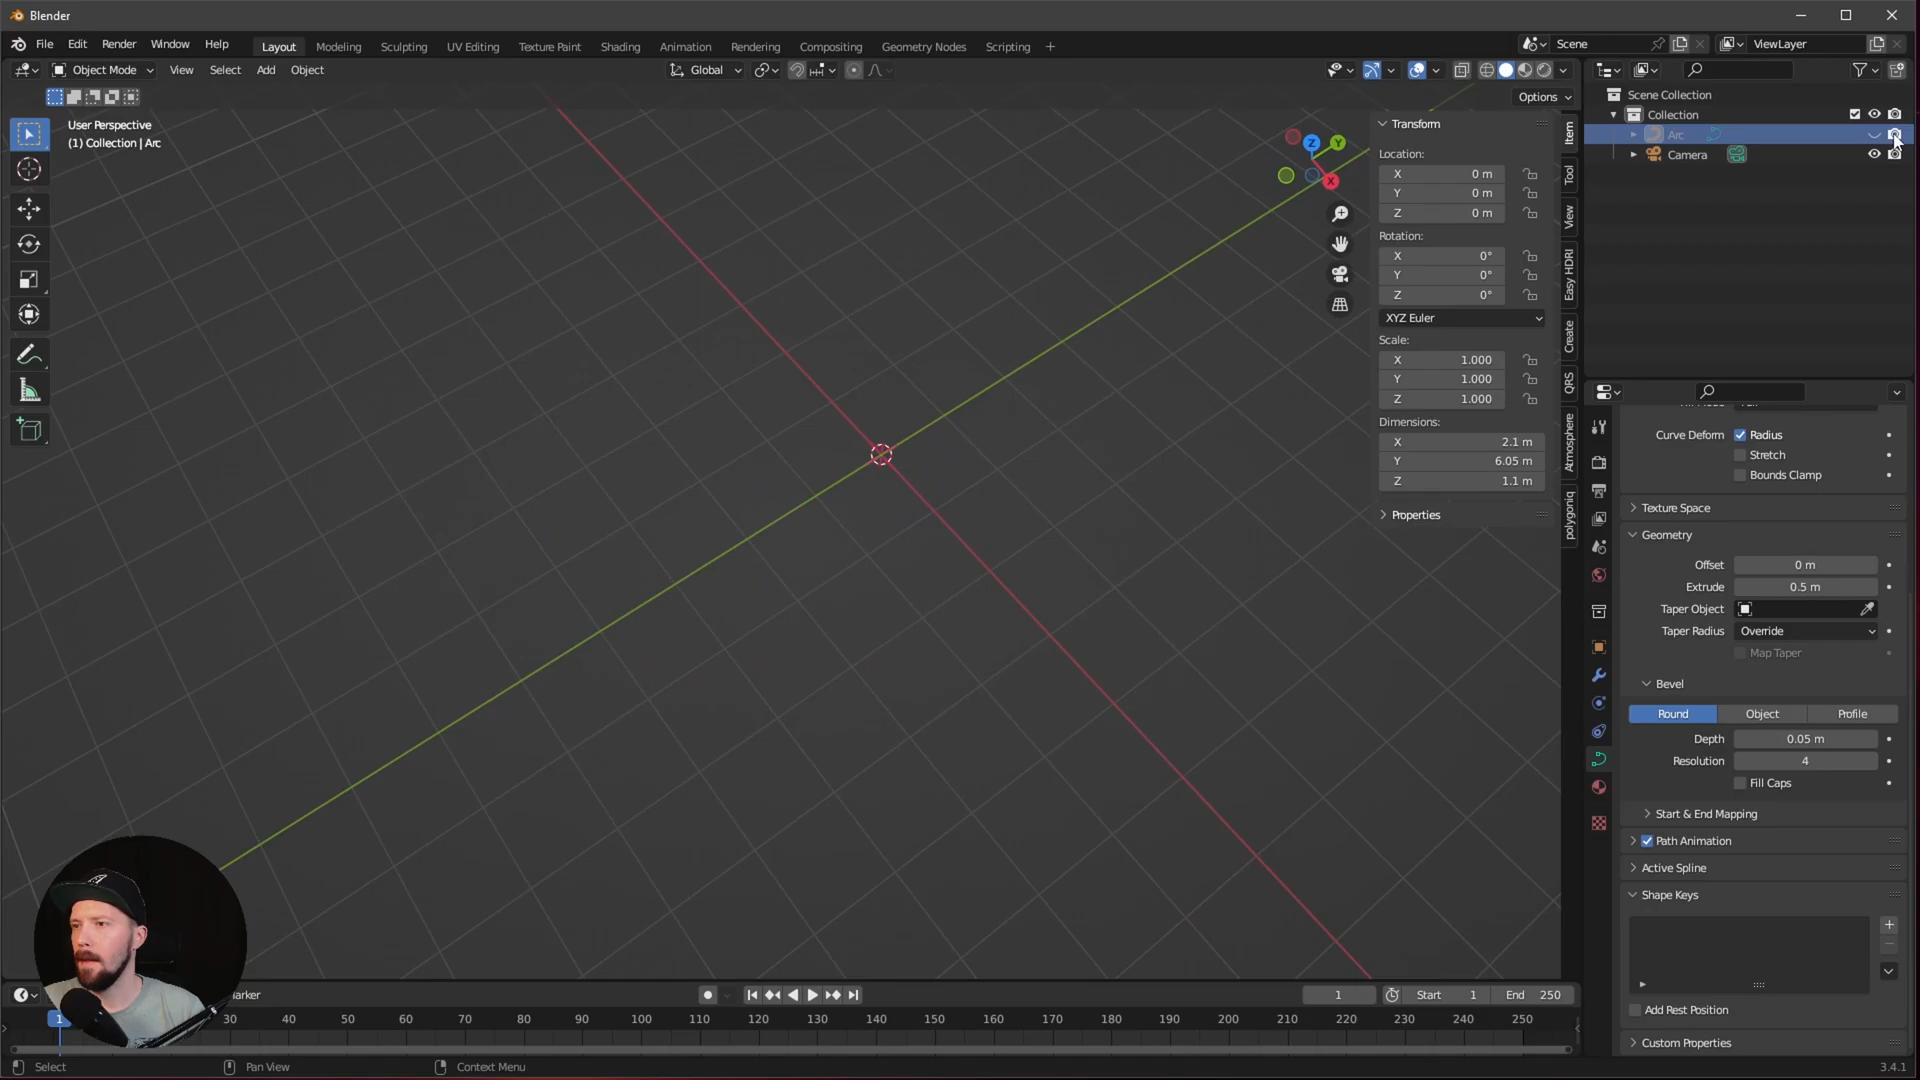 Blender
File Edit Render Window Help
Layout Modeling Sculpting UV Editing Texture Paint Shading Animation Rendering Compositing Geometry Nodes Scripting +
Scene
ViewLayer
Object Mode View Select Add Object
Global
Options
User Perspective
(1) Collection | Arc
Z
Y
X
Transform
Location:
X 0 m
Y 0 m
Z 0 m
Rotation:
X 0°
Y 0°
Z 0°
XYZ Euler
Scale:
X 1.000
Y 1.000
Z 1.000
Dimensions:
X 2.1 m
Y 6.05 m
Z 1.1 m
Properties
Item
Tool
View
Easy HDRI
Create
QRS
Atmosphere
polygoniq
Scene Collection
Collection
Arc
Camera
Curve Deform Radius
Stretch
Bounds Clamp
Texture Space
Geometry
Offset 0 m
Extrude 0.5 m
Taper Object
Taper Radius Override
Map Taper
Bevel
Round Object Profile
Depth 0.05 m
Resolution 4
Fill Caps
Start & End Mapping
Path Animation
Active Spline
Shape Keys
Add Rest Position
Custom Properties
1 Start 1 End 250
1 30 40 50 60 70 80 90 100 110 120 130 140 150 160 170 180 190 200 210 220 230 240 250
Select Pan View Context Menu 3.4.1